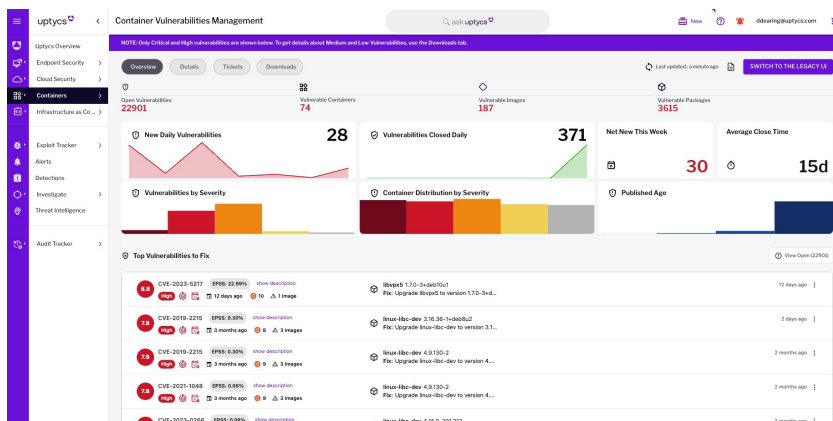 uptycs
Container Vulnerabilities Management
ask uptycs
New
ddearing@uptycs.com
NOTE: Only Critical and High vulnerabilities are shown below. To get details about Medium and Low Vulnerabilities, use the Downloads tab.
Uptycs Overview
Endpoint Security
Cloud Security
Containers
Infrastructure as Co ...
Exploit Tracker
Alerts
Detections
Investigate
Threat Intelligence
Audit Tracker
Overview
Details
Tickets
Downloads
Last updated : a minute ago
SWITCH TO THE LEGACY UI
Open Vulnerabilities
22901
Vulnerable Containers
74
Vulnerable Images
187
Vulnerable Packages
3615
New Daily Vulnerabilities
28
Vulnerabilities Closed Daily
371
Net New This Week
30
Average Close Time
15d
Vulnerabilities by Severity
Container Distribution by Severity
Published Age
Top Vulnerabilities to Fix
View Open (22901)
8.8 CVE-2023-5217 EPSS: 22.99% show description
High 12 days ago 10 1 Image
libvpx5 1.7.0-3+deb10u1
Fix: Upgrade libvpx5 to version 1.7.0-3+d...
12 days ago
7.8 CVE-2019-2215 EPSS: 0.30% show description
High 3 months ago 8 3 Images
linux-libc-dev 3.16.36-1+deb8u2
Fix: Upgrade linux-libc-dev to version 3.1...
2 days ago
7.8 CVE-2019-2215 EPSS: 0.30% show description
High 3 months ago 9 3 Images
linux-libc-dev 4.9.130-2
Fix: Upgrade linux-libc-dev to version 4....
2 months ago
7.8 CVE-2021-1048 EPSS: 0.06% show description
High 3 months ago 9 3 Images
linux-libc-dev 4.9.130-2
Fix: Upgrade linux-libc-dev to version 4....
2 months ago
CVE-2023-0266 EPSS: 0.06% show description